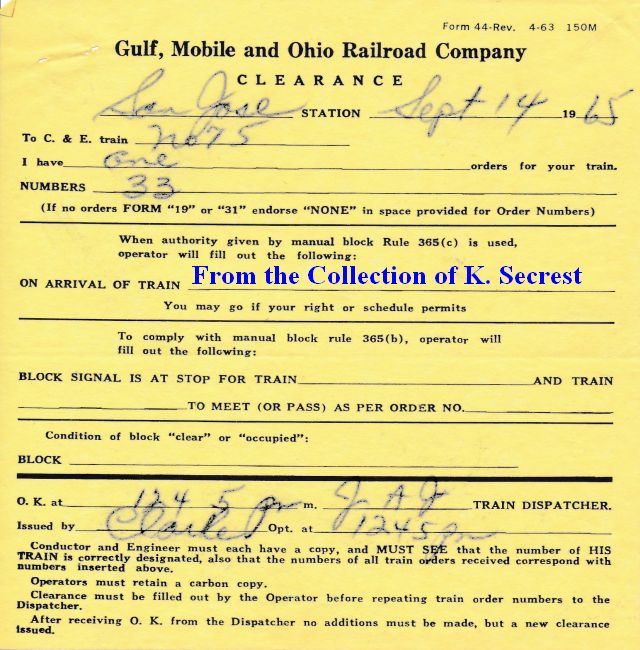 Form 44-Rev. 4-63 150M
Gulf, Mobile and Ohio Railroad Company
CLEARANCE
San Jose STATION Sept 14 1965
To C. & E. train No 75
I have one orders for your train.
NUMBERS 33
(If no orders FORM "19" or "31" endorse "NONE" in space provided for Order Numbers)
When authority given by manual block Rule 365(c) is used,
operator will fill out the following:
ON ARRIVAL OF TRAIN From the Collection of K. Secrest
You may go if your right or schedule permits
To comply with manual block rule 365(b), operator will
fill out the following:
BLOCK SIGNAL IS AT STOP FOR TRAIN AND TRAIN
TO MEET (OR PASS) AS PER ORDER NO.
Condition of block "clear" or "occupied":
BLOCK
O. K. at 1245 p m. J A J TRAIN DISPATCHER.
Issued by Opt. at 1245 pm
Conductor and Engineer must each have a copy, and MUST SEE that the number of HIS
TRAIN is correctly designated, also that the numbers of all train orders received correspond with
numbers inserted above.
Operators must retain a carbon copy.
Clearance must be filled out by the Operator before repeating train order numbers to the
Dispatcher.
After receiving O. K. from the Dispatcher no additions must be made, but a new clearance
issued.